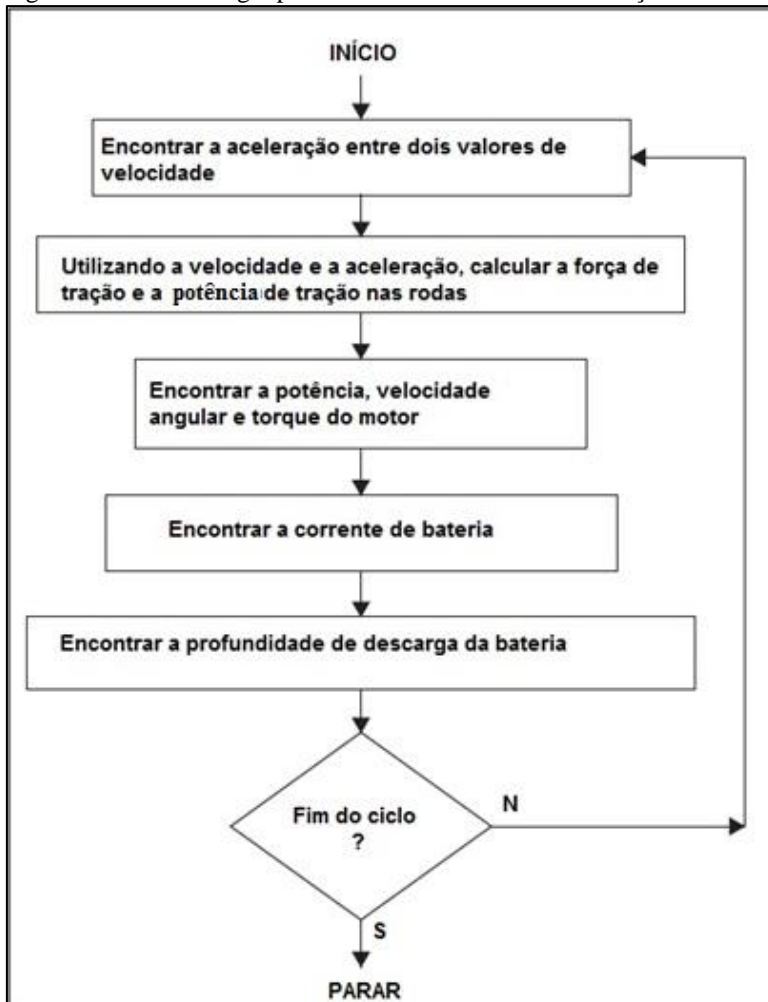 INÍCIO
Encontrar a aceleração entre dois valores de
velocidade
Utilizando a velocidade e a aceleração, calcular a força de
tração e a potência de tração nas rodas
Encontrar a potência, velocidade
angular e torque do motor
Encontrar a corrente de bateria
Encontrar a profundidade de descarga da bateria
Fim do ciclo
?
N
S
PARAR